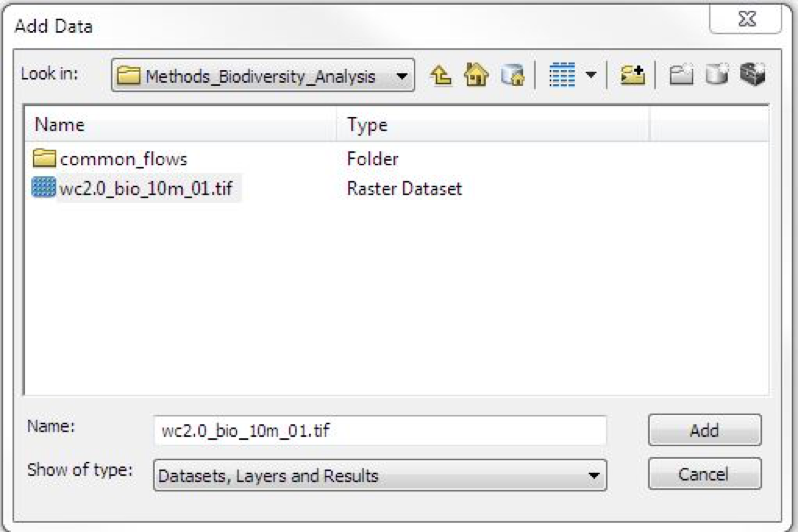 Add Data
Look in: Methods_Biodiversity_Analysis
Name Type
common_flows Folder
wc2.0_bio_10m_01.tif Raster Dataset
Name: wc2.0_bio_10m_01.tif Add
Show of type: Datasets, Layers and Results Cancel